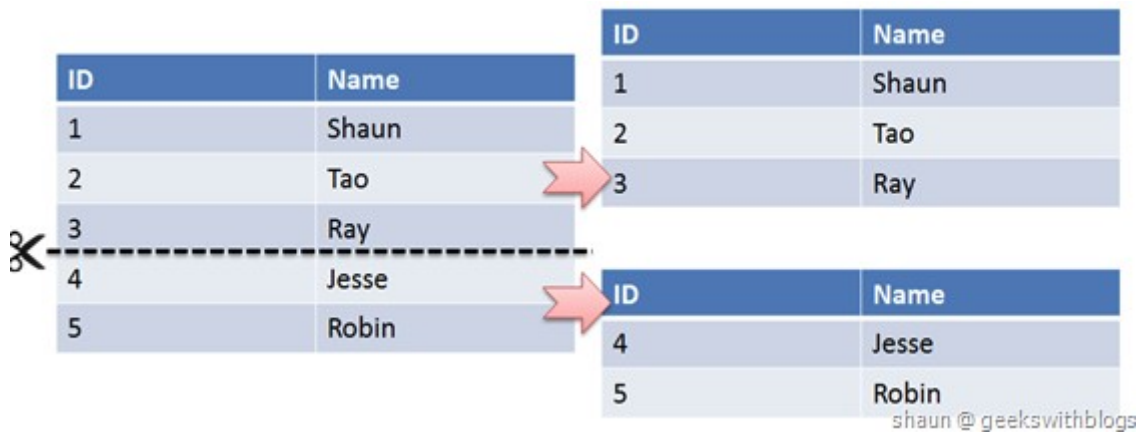 ID Name
1 Shaun
2 Tao
3 Ray
4 Jesse
5 Robin
ID Name
1 Shaun
2 Tao
3 Ray
ID Name
4 Jesse
5 Robin
shaun @ geekswithblogs